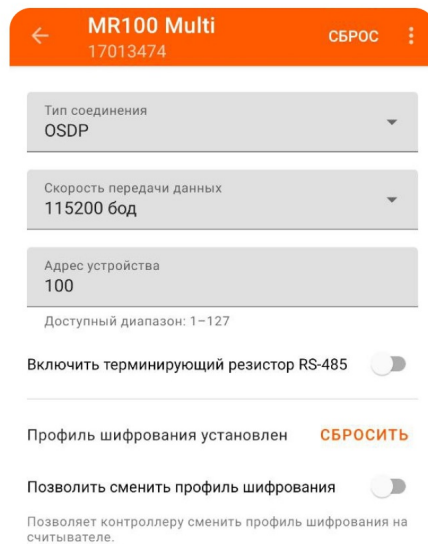 MR100 Multi
17013474
СБРОС
Тип соединения
OSDP
Скорость передачи данных
115200 бод
Адрес устройства
100
Доступный диапазон: 1–127
Включить терминирующий резистор RS-485
Профиль шифрования установлен СБРОСИТЬ
Позволить сменить профиль шифрования
Позволяет контроллеру сменить профиль шифрования на
считывателе.